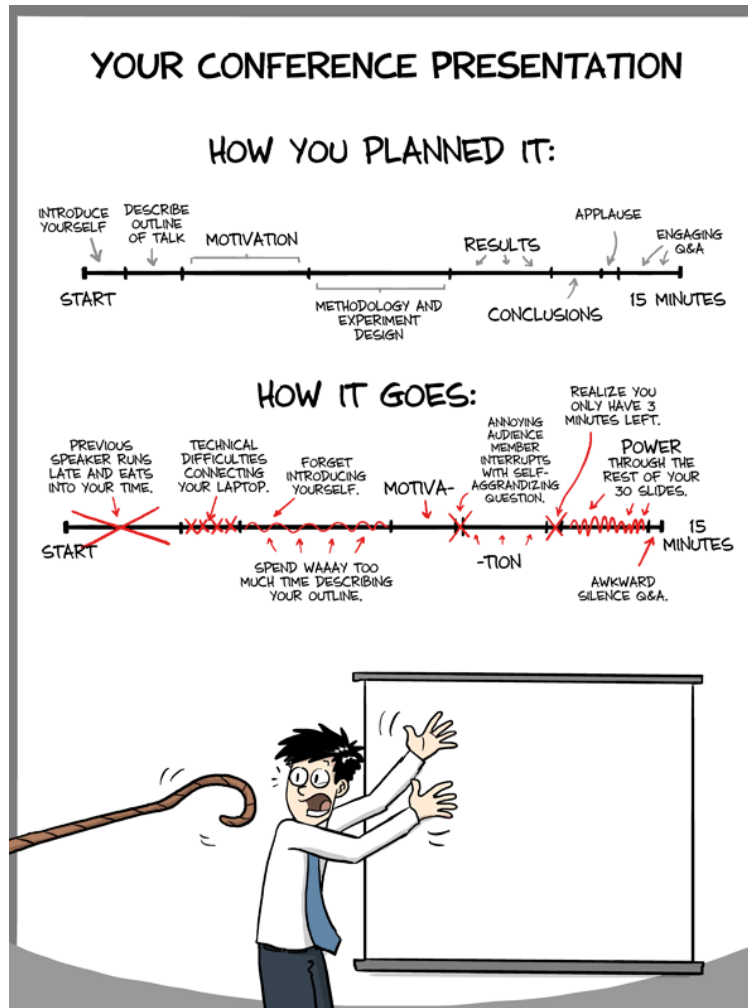 YOUR CONFERENCE PRESENTATION
HOW YOU PLANNED IT:
INTRODUCE
YOURSELF
DESCRIBE
OUTLINE
OF TALK
MOTIVATION
METHODOLOGY AND
EXPERIMENT
DESIGN
RESULTS
CONCLUSIONS
APPLAUSE
ENGAGING
Q&A
START
15 MINUTES
HOW IT GOES:
PREVIOUS
SPEAKER RUNS
LATE AND EATS
INTO YOUR TIME.
TECHNICAL
DIFFICULTIES
CONNECTING
YOUR LAPTOP.
FORGET
INTRODUCING
YOURSELF.
SPEND WAAAY TOO
MUCH TIME DESCRIBING
YOUR OUTLINE.
MOTIVA-
ANNOYING
AUDIENCE
MEMBER
INTERRUPTS
WITH SELF-
AGGRANDIZING
QUESTION.
-TION
REALIZE YOU
ONLY HAVE 3
MINUTES LEFT.
POWER
THROUGH THE
REST OF YOUR
30 SLIDES.
AWKWARD
SILENCE Q&A.
START
15
MINUTES